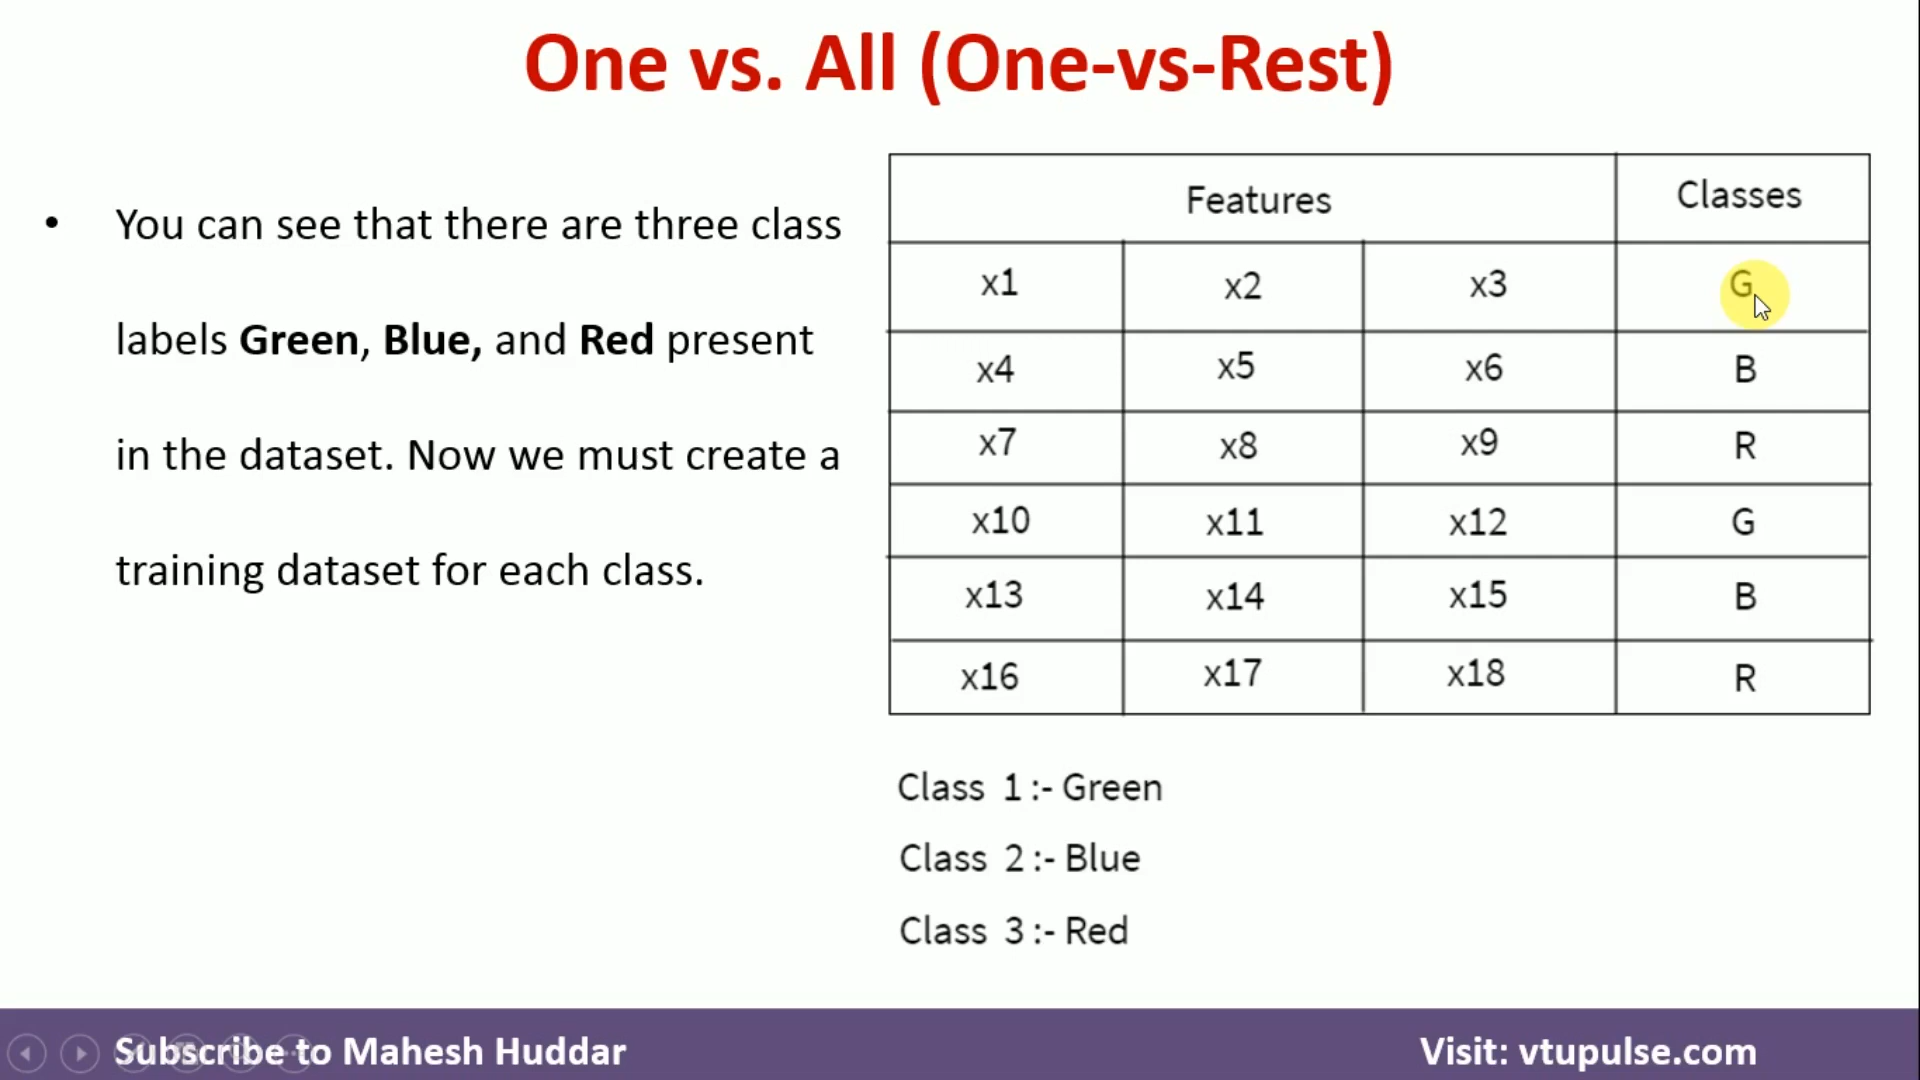 One vs. All (One-vs-Rest)
• You can see that there are three class
labels Green, Blue, and Red present
in the dataset. Now we must create a
training dataset for each class.
Features Classes
x1 x2 x3 G
x4 x5 x6 B
x7 x8 x9 R
x10 x11 x12 G
x13 x14 x15 B
x16 x17 x18 R
Class 1 :- Green
Class 2 :- Blue
Class 3 :- Red
Subscribe to Mahesh Huddar
Visit: vtupulse.com